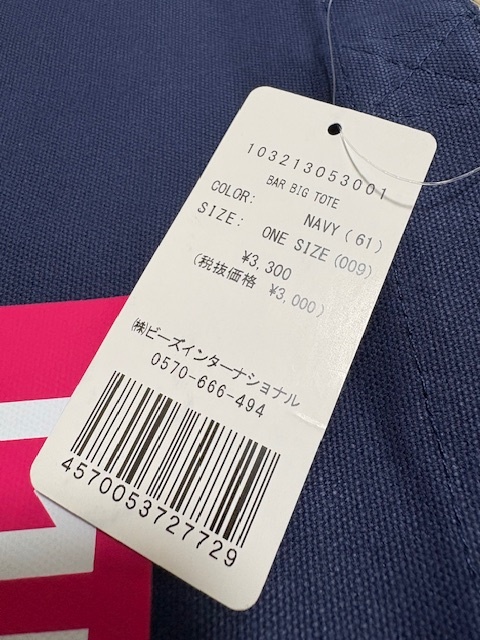 103213053001
BAR BIG TOTE
COLOR: NAVY(61)
SIZE: ONE SIZE(009)
¥3,300
(税抜価格 ¥3,000)
㈱ビーズインターナショナル
0570-666-494
4570053727729